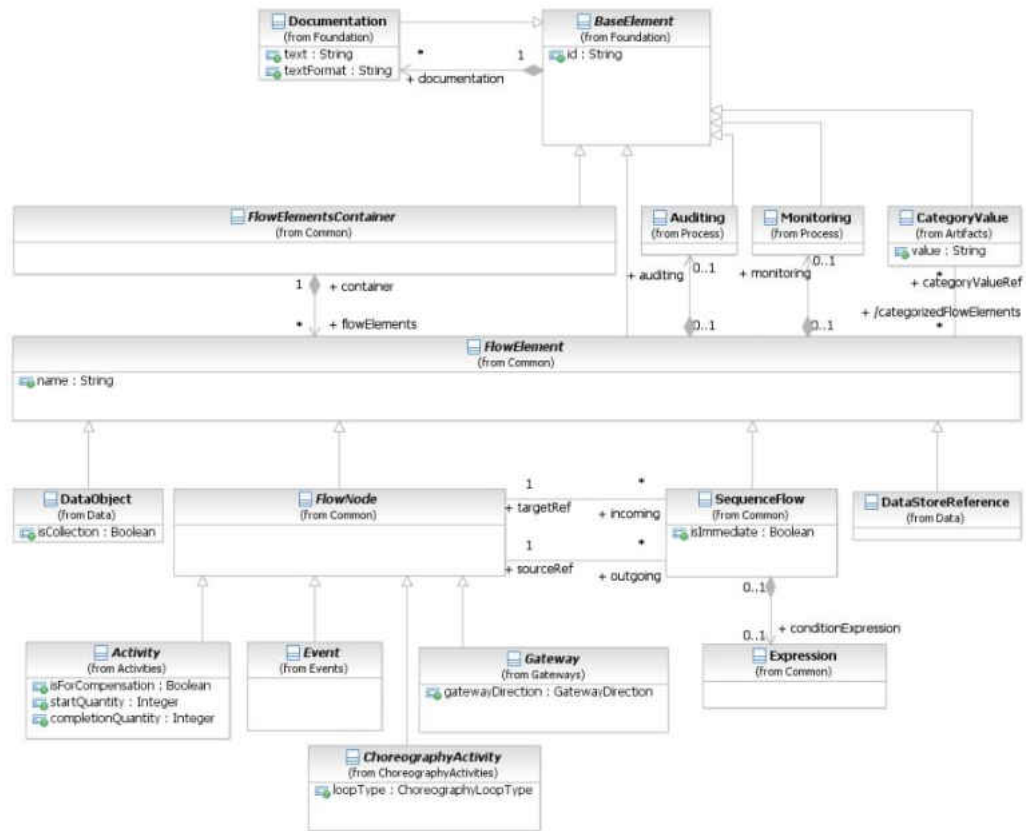 Documentation
(from Foundation)
text : String
textFormat : String
BaseElement
(from Foundation)
id : String
*
1
+ documentation
FlowElementsContainer
(from Common)
Auditing
(from Process)
Monitoring
(from Process)
CategoryValue
(from Artifacts)
value : String
1
+ container
+ auditing
0..1
+ monitoring
0..1
*
+ categoryValueRef
*
+ flowElements
0..1
0..1
+ /categorizedFlowElements
*
FlowElement
(from Common)
name : String
DataObject
(from Data)
isCollection : Boolean
FlowNode
(from Common)
1
*
+ targetRef
+ incoming
1
*
+ sourceRef
+ outgoing
SequenceFlow
(from Common)
isImmediate : Boolean
DataStoreReference
(from Data)
0..1
0..1
+ conditionExpression
Activity
(from Activities)
isForCompensation : Boolean
startQuantity : Integer
completionQuantity : Integer
Event
(from Events)
Gateway
(from Gateways)
gatewayDirection : GatewayDirection
Expression
(from Common)
ChoreographyActivity
(from ChoreographyActivities)
loopType : ChoreographyLoopType